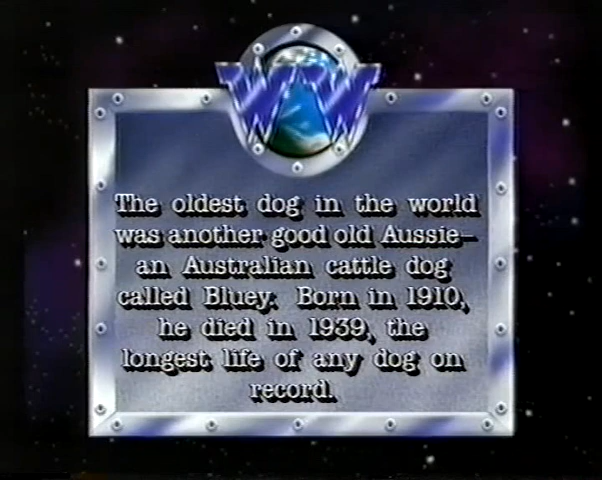 WW
The oldest dog in the world
was another good old Aussie—
an Australian cattle dog
called Bluey. Born in 1910,
he died in 1939, the
longest life of any dog on
record.